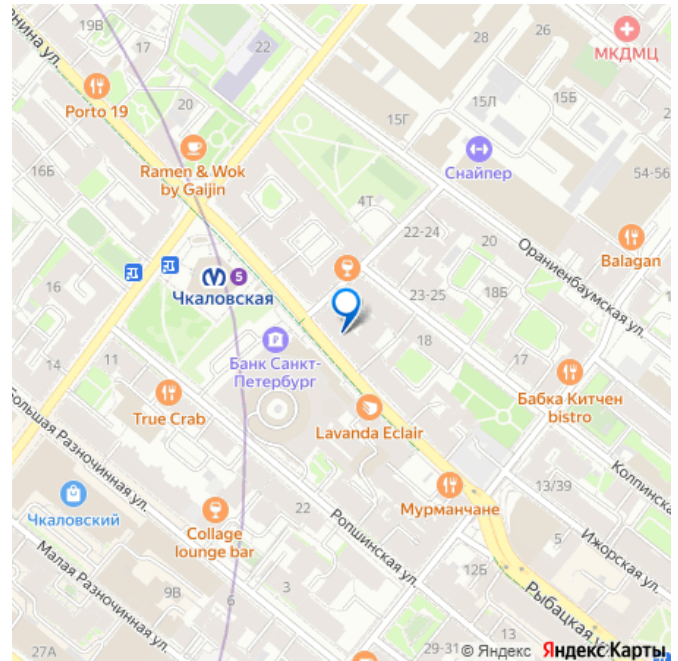 19В
17
22
28
26
МКДМЦ
Porto 19
20
15Л
15Б
Ramen & Wok
by Gaijin
15Г
Снайпер
16Б
54-56
4Т
22-24
20
Balagan
Ораниенбаумская ул.
5
Чкаловская
16
23-25
18Б
Банк Санкт-
Петербург
18
17
14
11
True Crab
Lavanda Eclair
Бабка Китчен
bistro
Большая Разночинная ул.
Колпинска
Чкаловский
22
Мурманчане
13/39
Ропшинская ул.
Collage
lounge bar
5
Ижорская ул.
Малая Разночинная ул.
9В
6
3
12Б
Рыбацкая
27А
29-31
13
© Яндекс Яндекс Карты